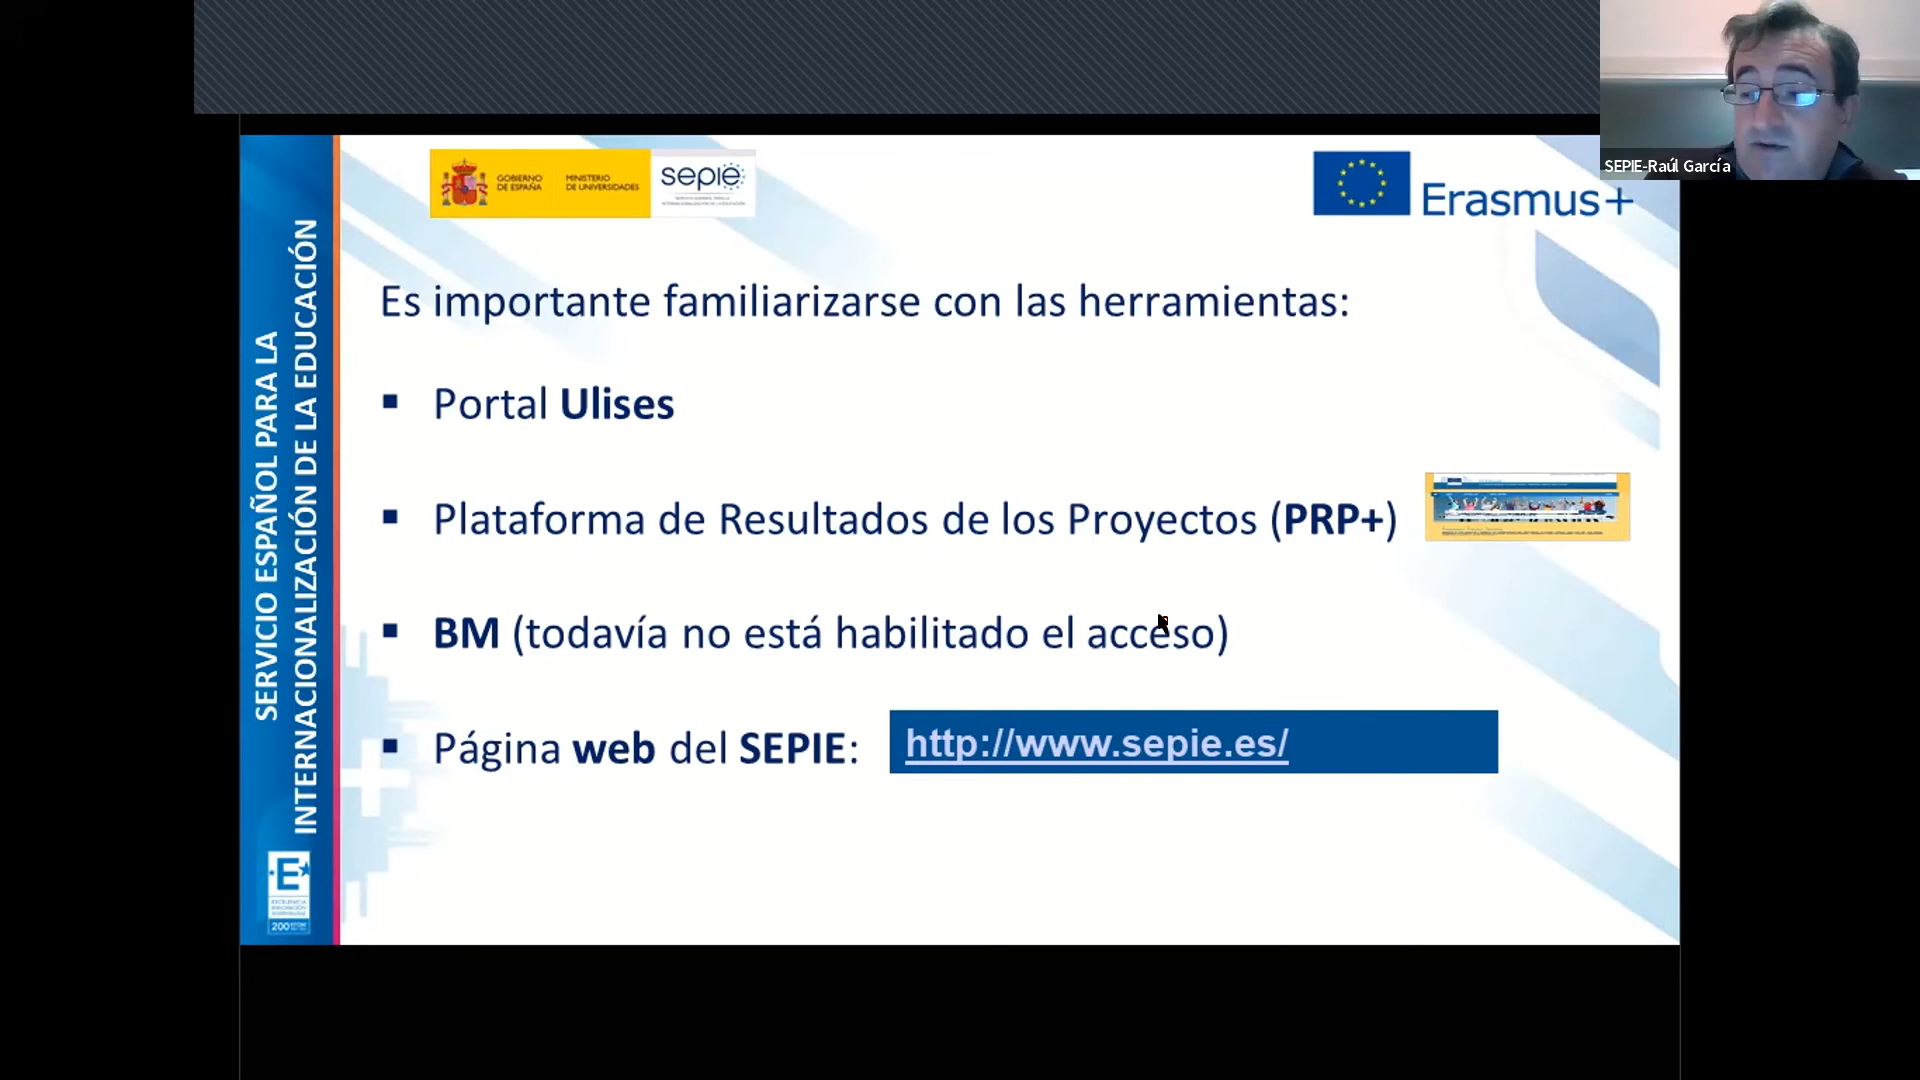 SEPIE-Raúl García
GOBIERNO
DE ESPAÑA
MINISTERIO
DE UNIVERSIDADES
sepie
Erasmus+
SERVICIO ESPAÑOL PARA LA
INTERNACIONALIZACIÓN DE LA EDUCACIÓN
Es importante familiarizarse con las herramientas:
▪ Portal Ulises
▪ Plataforma de Resultados de los Proyectos (PRP+)
▪ BM (todavía no está habilitado el acceso)
▪ Página web del SEPIE: http://www.sepie.es/
E